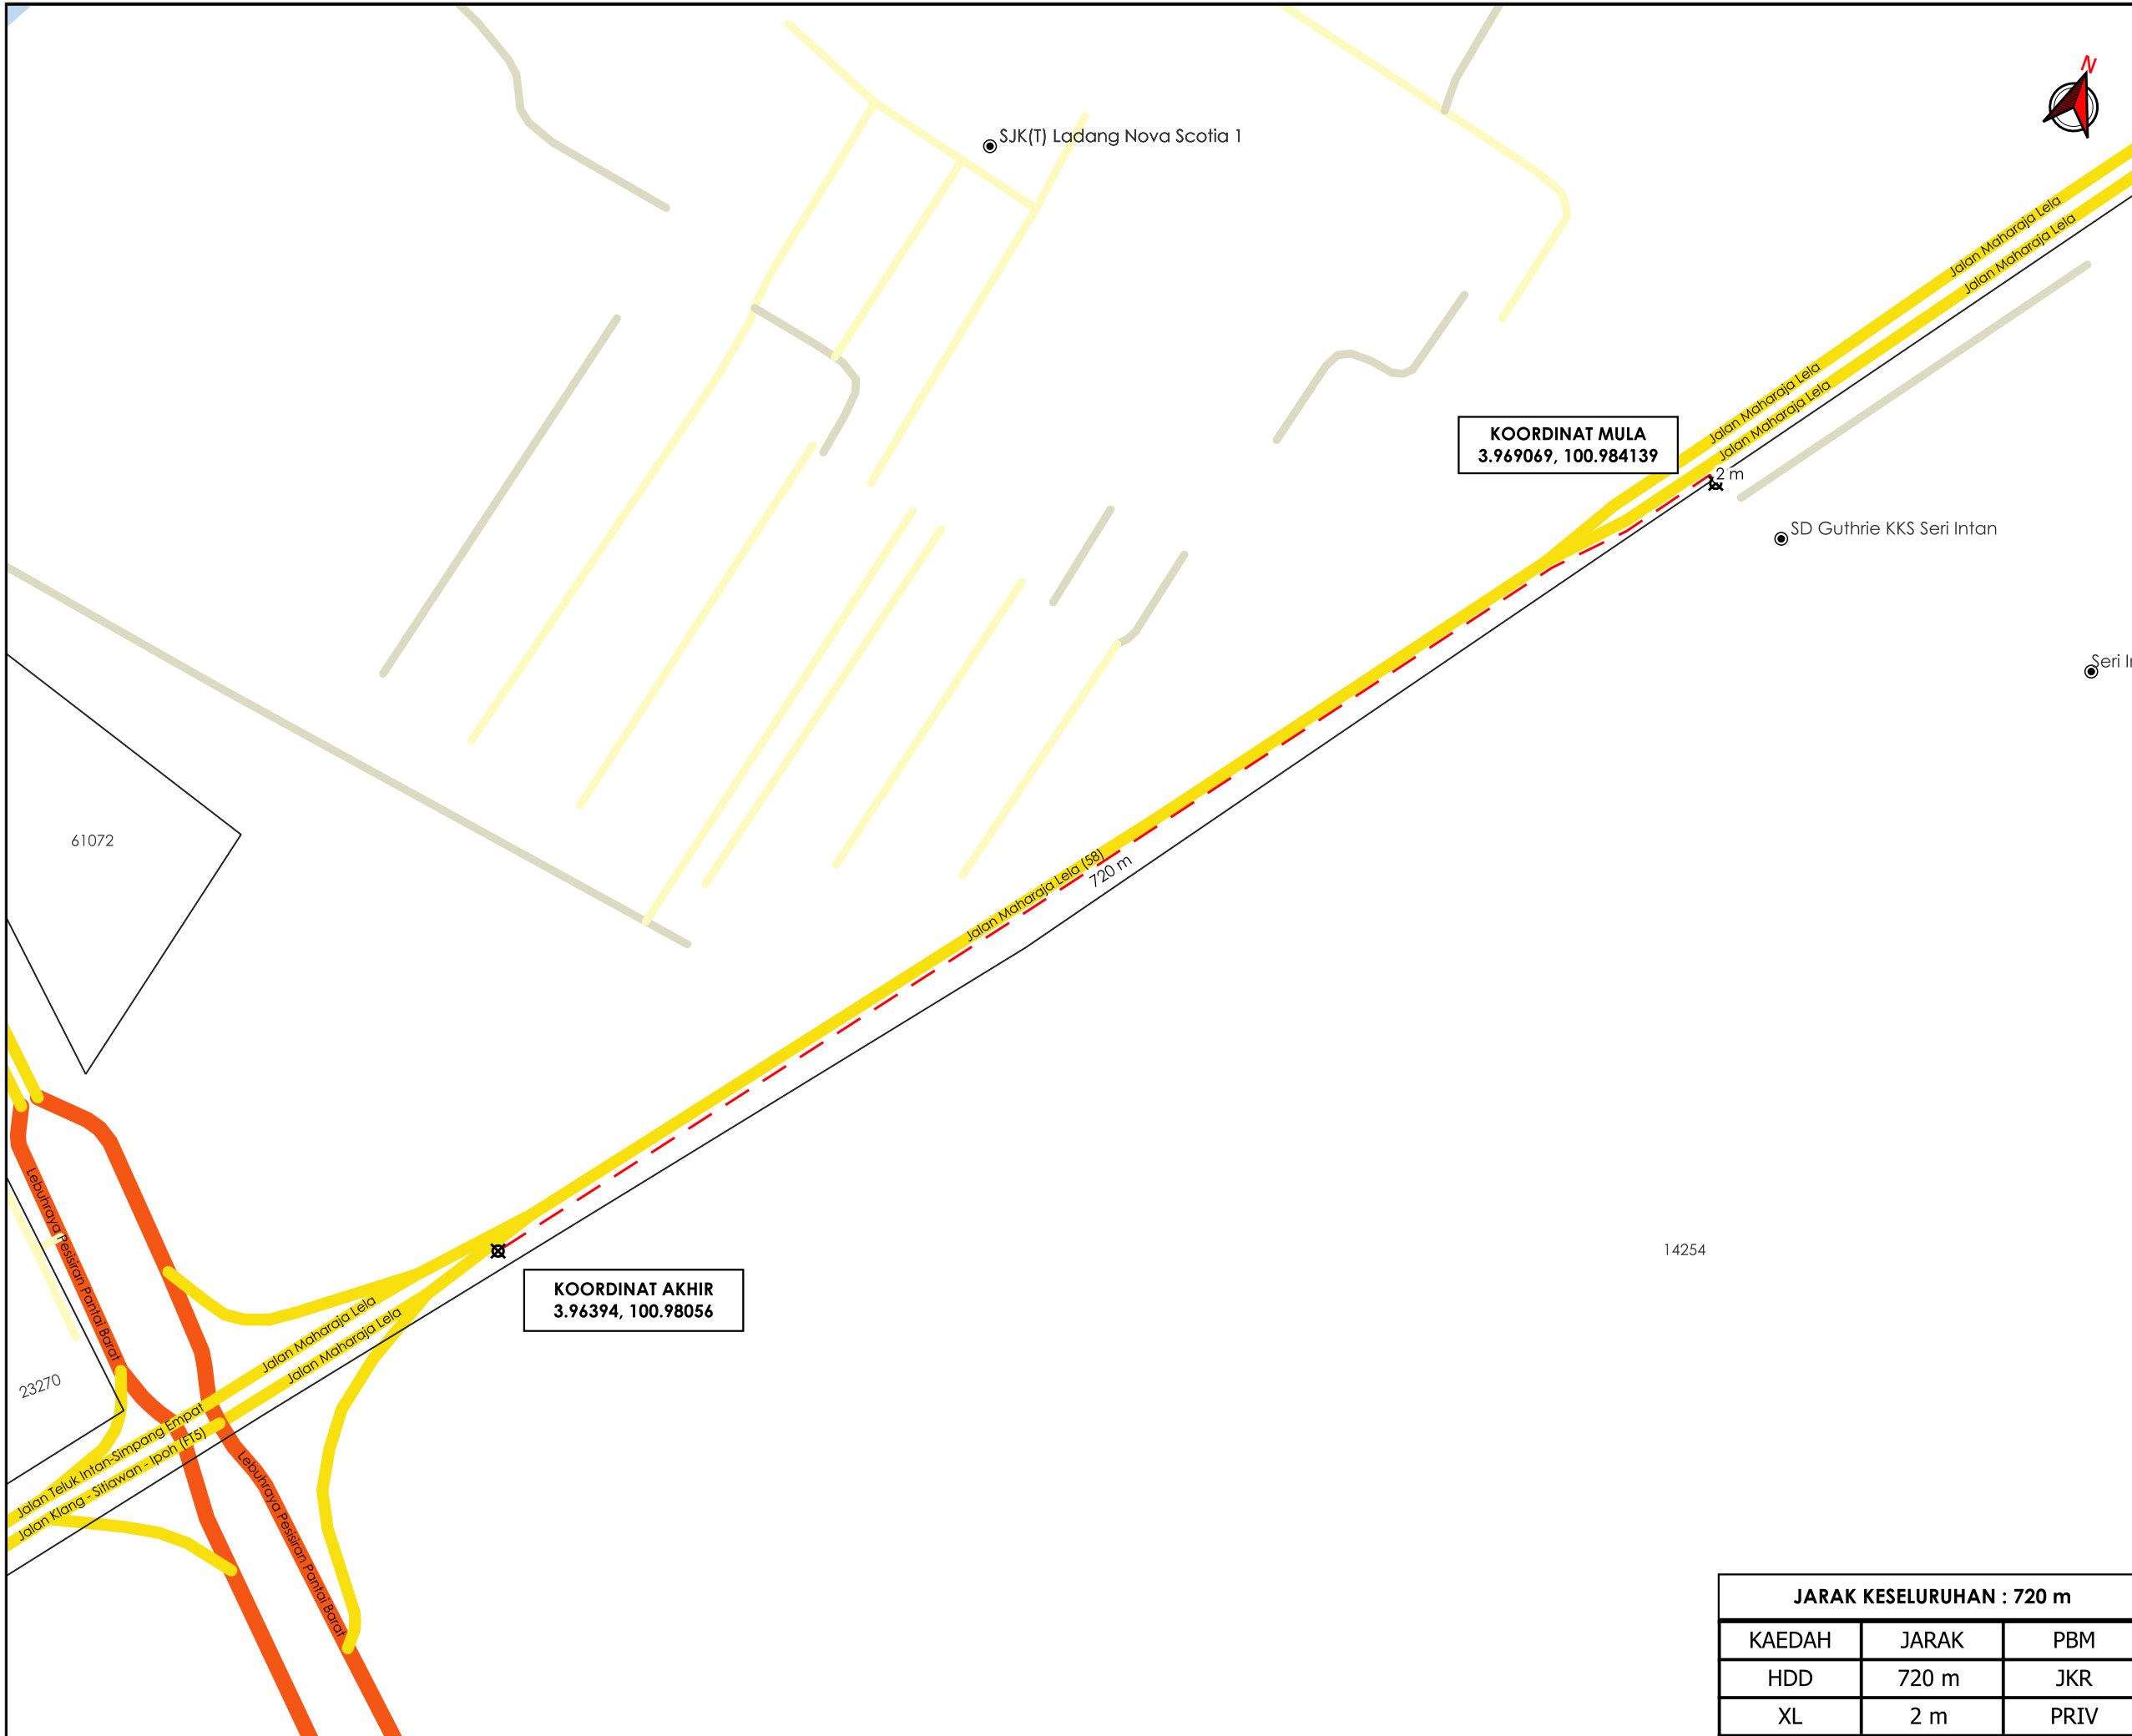 N
SJK(T) Ladang Nova Scotia 1
Jalan Maharaja Lela
Jalan Maharaja Lela
Jalan Maharaja Lela
Jalan Maharaja Lela
KOORDINAT MULA
3.969069, 100.984139
2 m
SD Guthrie KKS Seri Intan
Seri I
61072
Jalan Maharaja Lela (58)
720 m
Lebuhraya Pesisiran Pantai Barat
14254
KOORDINAT AKHIR
3.96394, 100.98056
Jalan Maharaja Lela
Jalan Maharaja Lela
23270
Jalan Teluk Intan-Simpang Empat
Jalan Klang - Sitiawan - Ipoh (FT5)
Lebuhraya Pesisiran Pantai Barat
JARAK KESELURUHAN : 720 m
KAEDAH JARAK PBM
HDD 720 m JKR
XL 2 m PRIV